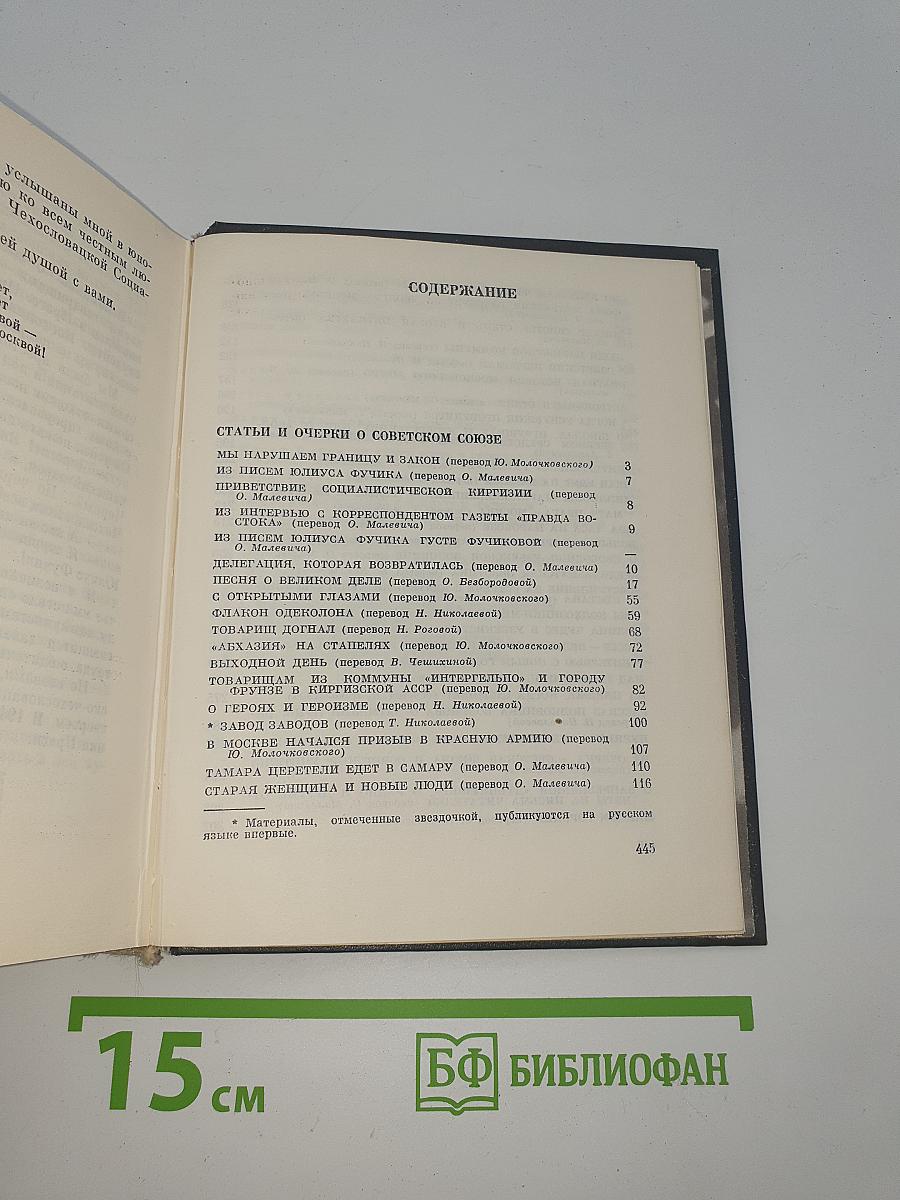 услышаны мной в юно-
ко всем честным лю-
Чехословацкой Социа-
ей душой с вами.
ет,
ет
вой —
осквой!
СОДЕРЖАНИЕ
СТАТЬИ И ОЧЕРКИ О СОВЕТСКОМ СОЮЗЕ
МЫ НАРУШАЕМ ГРАНИЦУ И ЗАКОН (перевод Ю. Молочковского) 3
ИЗ ПИСЕМ ЮЛИУСА ФУЧИКА (перевод О. Малевича) 7
ПРИВЕТСТВИЕ СОЦИАЛИСТИЧЕСКОЙ КИРГИЗИИ (перевод
О. Малевича) 8
ИЗ ИНТЕРВЬЮ С КОРРЕСПОНДЕНТОМ ГАЗЕТЫ «ПРАВДА ВО-
СТОКА» (перевод О. Малевича) 9
ИЗ ПИСЕМ ЮЛИУСА ФУЧИКА ГУСТЕ ФУЧИКОВОЙ (перевод
О. Малевича) —
ДЕЛЕГАЦИЯ, КОТОРАЯ ВОЗВРАТИЛАСЬ (перевод О. Малевича) 10
ПЕСНЯ О ВЕЛИКОМ ДЕЛЕ (перевод О. Безбородовой) 17
С ОТКРЫТЫМИ ГЛАЗАМИ (перевод Ю. Молочковского) 55
ФЛАКОН ОДЕКОЛОНА (перевод Н. Николаевой) 59
ТОВАРИЩ ДОГНАЛ (перевод Н. Роговой) 68
«АБХАЗИЯ» НА СТАПЕЛЯХ (перевод Ю. Молочковского) 72
ВЫХОДНОЙ ДЕНЬ (перевод В. Чешихиной) 77
ТОВАРИЩАМ ИЗ КОММУНЫ «ИНТЕРГЕЛЬПО» И ГОРОДУ
ФРУНЗЕ В КИРГИЗСКОЙ АССР (перевод Ю. Молочковского) 82
О ГЕРОЯХ И ГЕРОИЗМЕ (перевод Н. Николаевой) 92
* ЗАВОД ЗАВОДОВ (перевод Т. Николаевой) 100
В МОСКВЕ НАЧАЛСЯ ПРИЗЫВ В КРАСНУЮ АРМИЮ (перевод
Ю. Молочковского) 107
ТАМАРА ЦЕРЕТЕЛИ ЕДЕТ В САМАРУ (перевод О. Малевича) 110
СТАРАЯ ЖЕНЩИНА И НОВЫЕ ЛЮДИ (перевод О. Малевича) 116
* Материалы, отмеченные звездочкой, публикуются на русском
языке впервые.
445
15 см
БФ БИБЛИОФАН